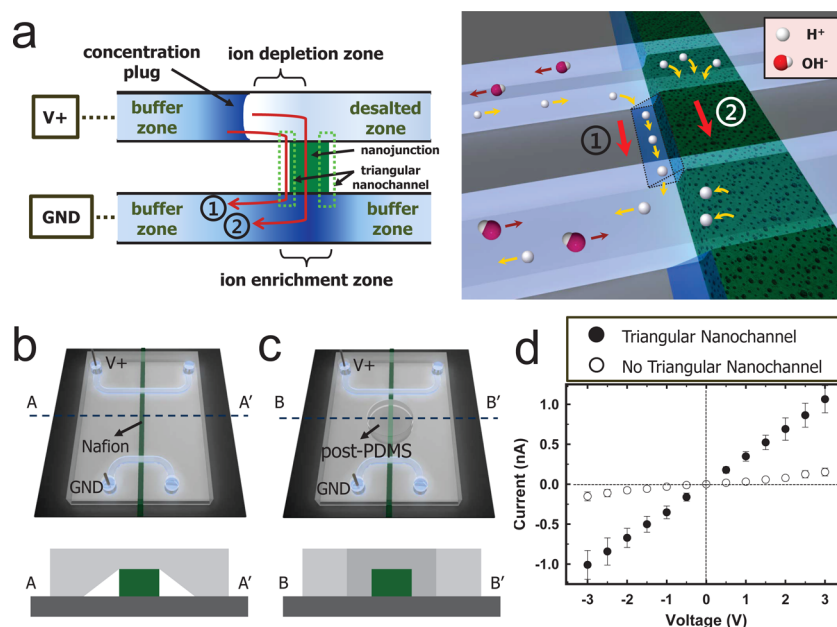 a
concentration
plug
ion depletion zone
V+
buffer
zone
desalted
zone
nanojunction
triangular
nanochannel
GND
buffer
zone
①
②
buffer
zone
ion enrichment zone
H⁺
OH⁻
①
②
b
V+
A
A′
Nafion
GND
A
A′
c
V+
B
B′
post-PDMS
GND
B
B′
d
Triangular Nanochannel
No Triangular Nanochannel
Current (nA)
1.0
0.5
0.0
-0.5
-1.0
-3
-2
-1
0
1
2
3
Voltage (V)